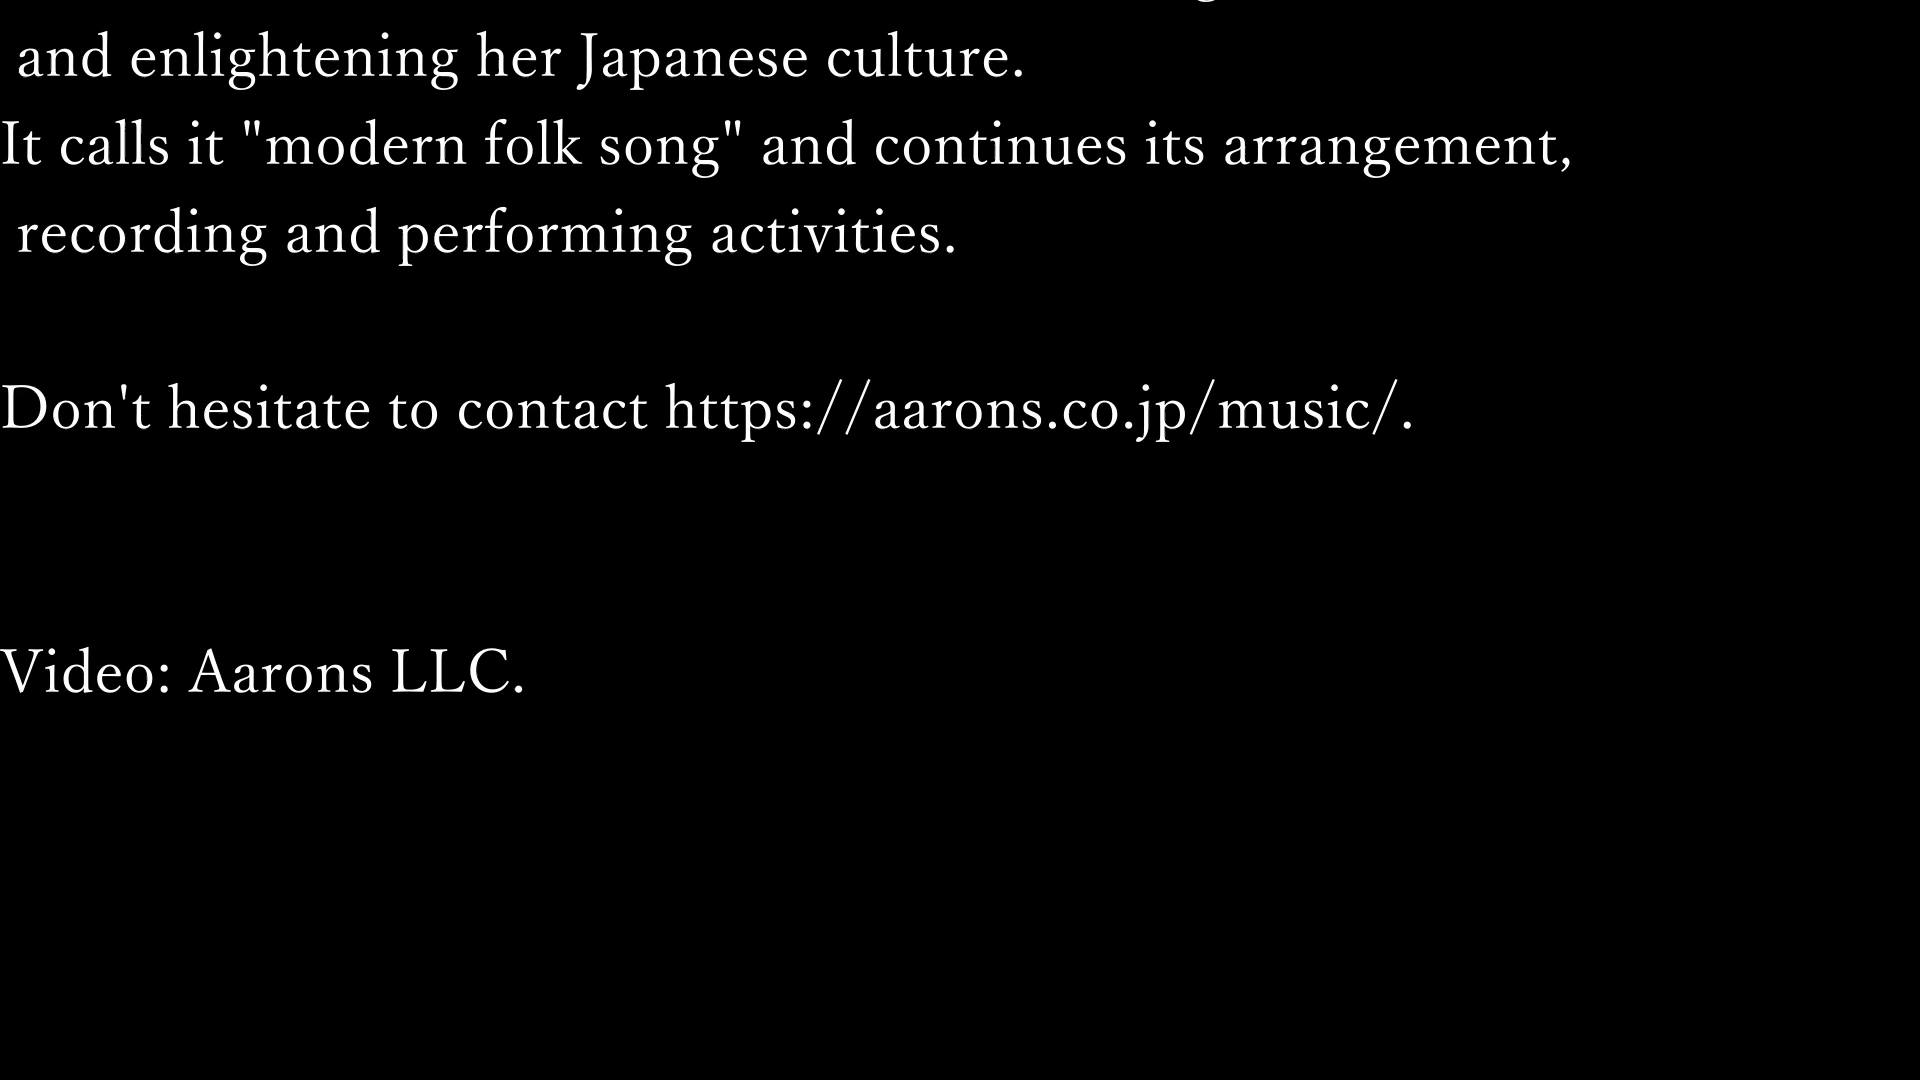 and enlightening her Japanese culture.
It calls it "modern folk song" and continues its arrangement,
recording and performing activities.
Don't hesitate to contact https://aarons.co.jp/music/.
Video: Aarons LLC.